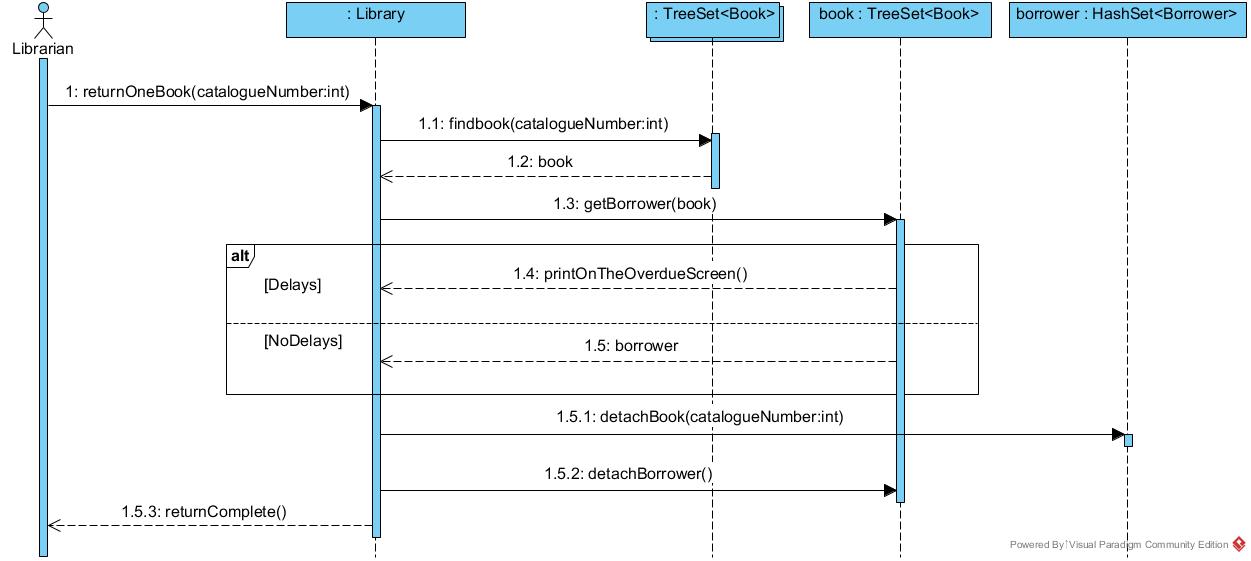 : Library
: TreeSet<Book>
book : TreeSet<Book>
borrower : HashSet<Borrower>
Librarian
1: returnOneBook(catalogueNumber:int)
1.1: findbook(catalogueNumber:int)
1.2: book
1.3: getBorrower(book)
alt
1.4: printOnTheOverdueScreen()
[Delays]
[NoDelays]
1.5: borrower
1.5.1: detachBook(catalogueNumber:int)
1.5.2: detachBorrower()
1.5.3: returnComplete()
Powered By Visual Paradigm Community Edition